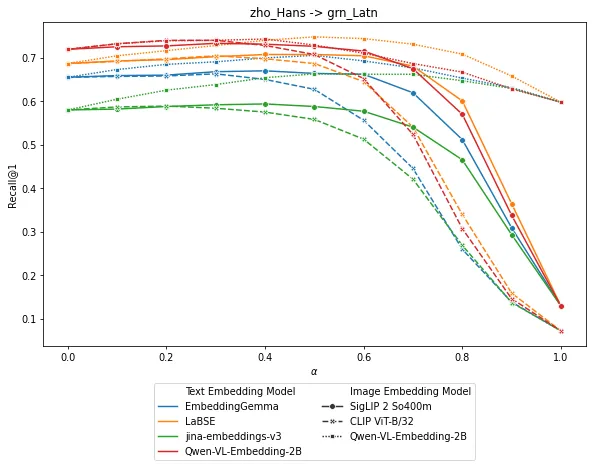 zho_Hans -> grn_Latn
Recall@1
0.7
0.6
0.5
0.4
0.3
0.2
0.1
0.0 0.2 0.4 0.6 0.8 1.0
α
Text Embedding Model
EmbeddingGemma
LaBSE
jina-embeddings-v3
Qwen-VL-Embedding-2B
Image Embedding Model
SigLIP 2 So400m
CLIP ViT-B/32
Qwen-VL-Embedding-2B